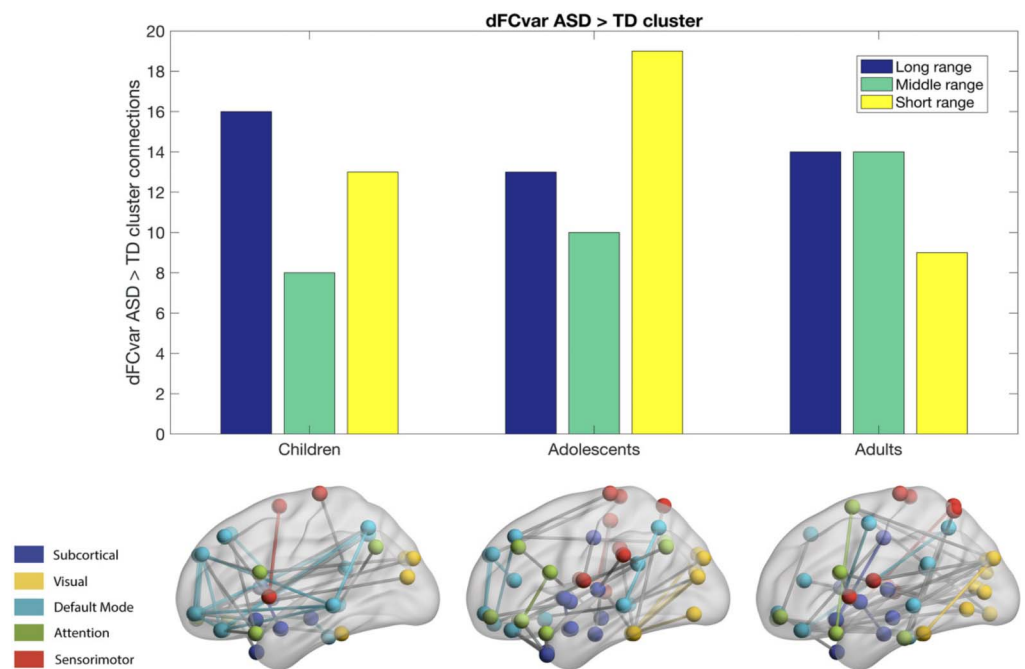 dFCvar ASD > TD cluster
20
18
16
14
12
10
8
6
4
2
0
dFCvar ASD > TD cluster connections
Long range
Middle range
Short range
Children
Adolescents
Adults
Subcortical
Visual
Default Mode
Attention
Sensorimotor